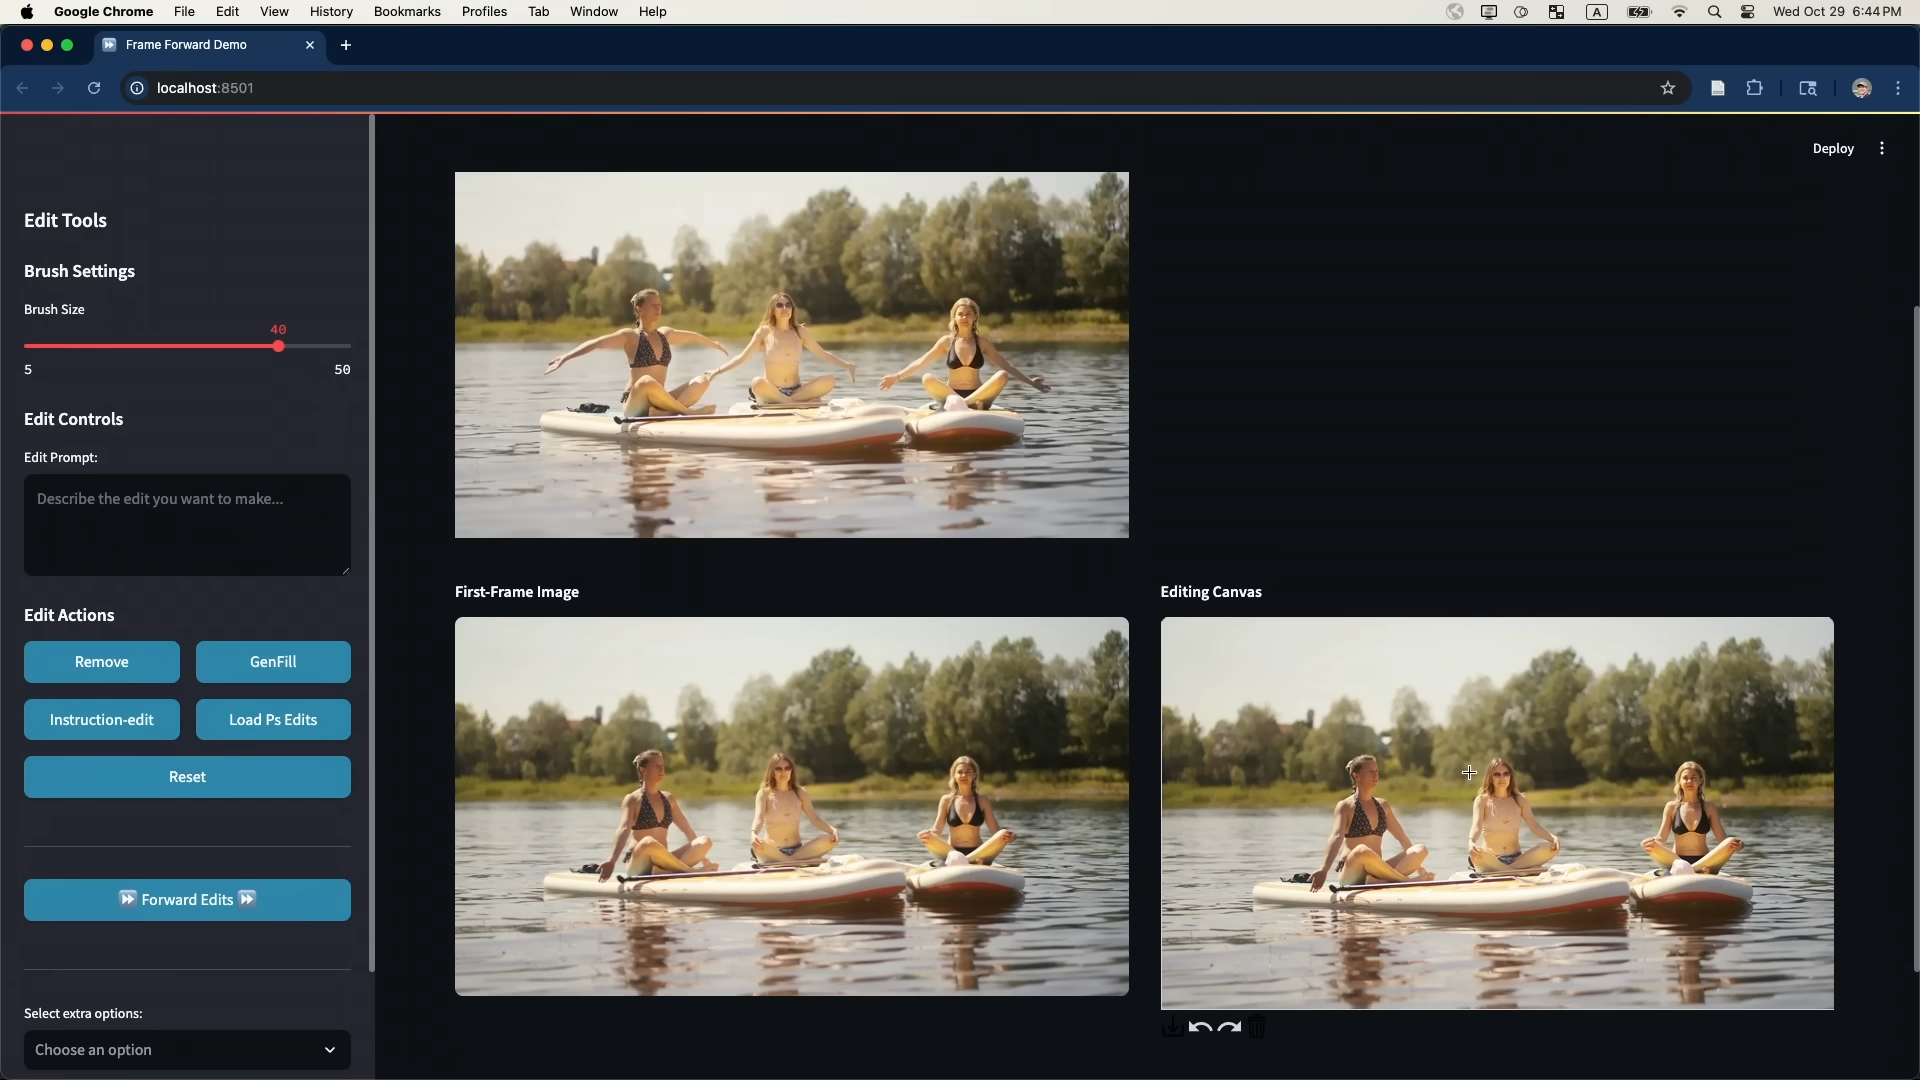 Google Chrome File Edit View History Bookmarks Profiles Tab Window Help A Wed Oct 29 6:44 PM
Frame Forward Demo
localhost:8501
Deploy
Edit Tools
Brush Settings
Brush Size
40
5 50
Edit Controls
Edit Prompt:
Describe the edit you want to make...
Edit Actions
Remove GenFill
Instruction-edit Load Ps Edits
Reset
Forward Edits
Select extra options:
Choose an option
First-Frame Image Editing Canvas